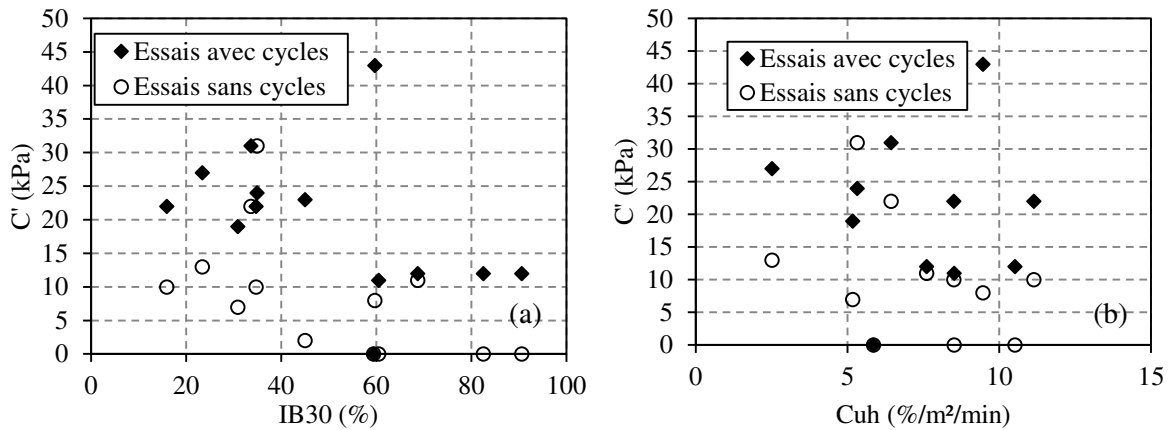 50
45
40
35
30
25
20
15
10
5
0
C' (kPa)
Essais avec cycles
Essais sans cycles
(a)
0 20 40 60 80 100
IB30 (%)
50
45
40
35
30
25
20
15
10
5
0
C' (kPa)
Essais avec cycles
Essais sans cycles
(b)
0 5 10 15
Cuh (%/m²/min)